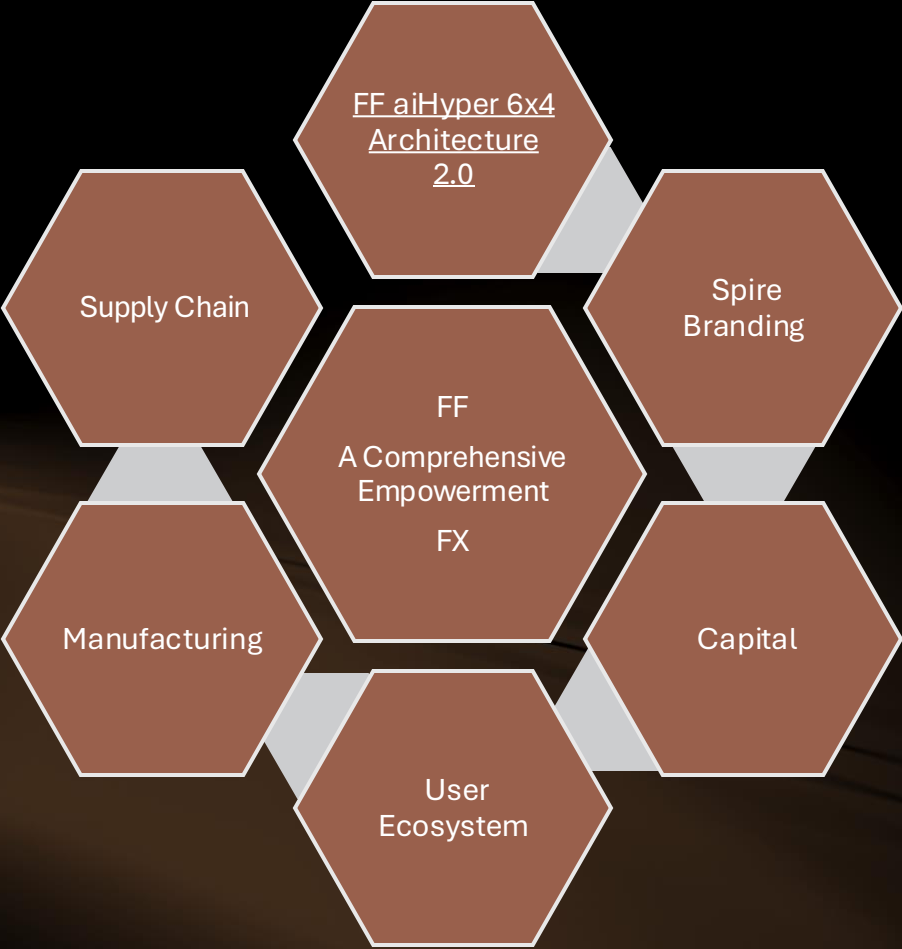 FF aiHyper 6x4
Architecture
2.0
Supply Chain
Spire
Branding
FF
A Comprehensive
Empowerment
FX
Manufacturing
Capital
User
Ecosystem